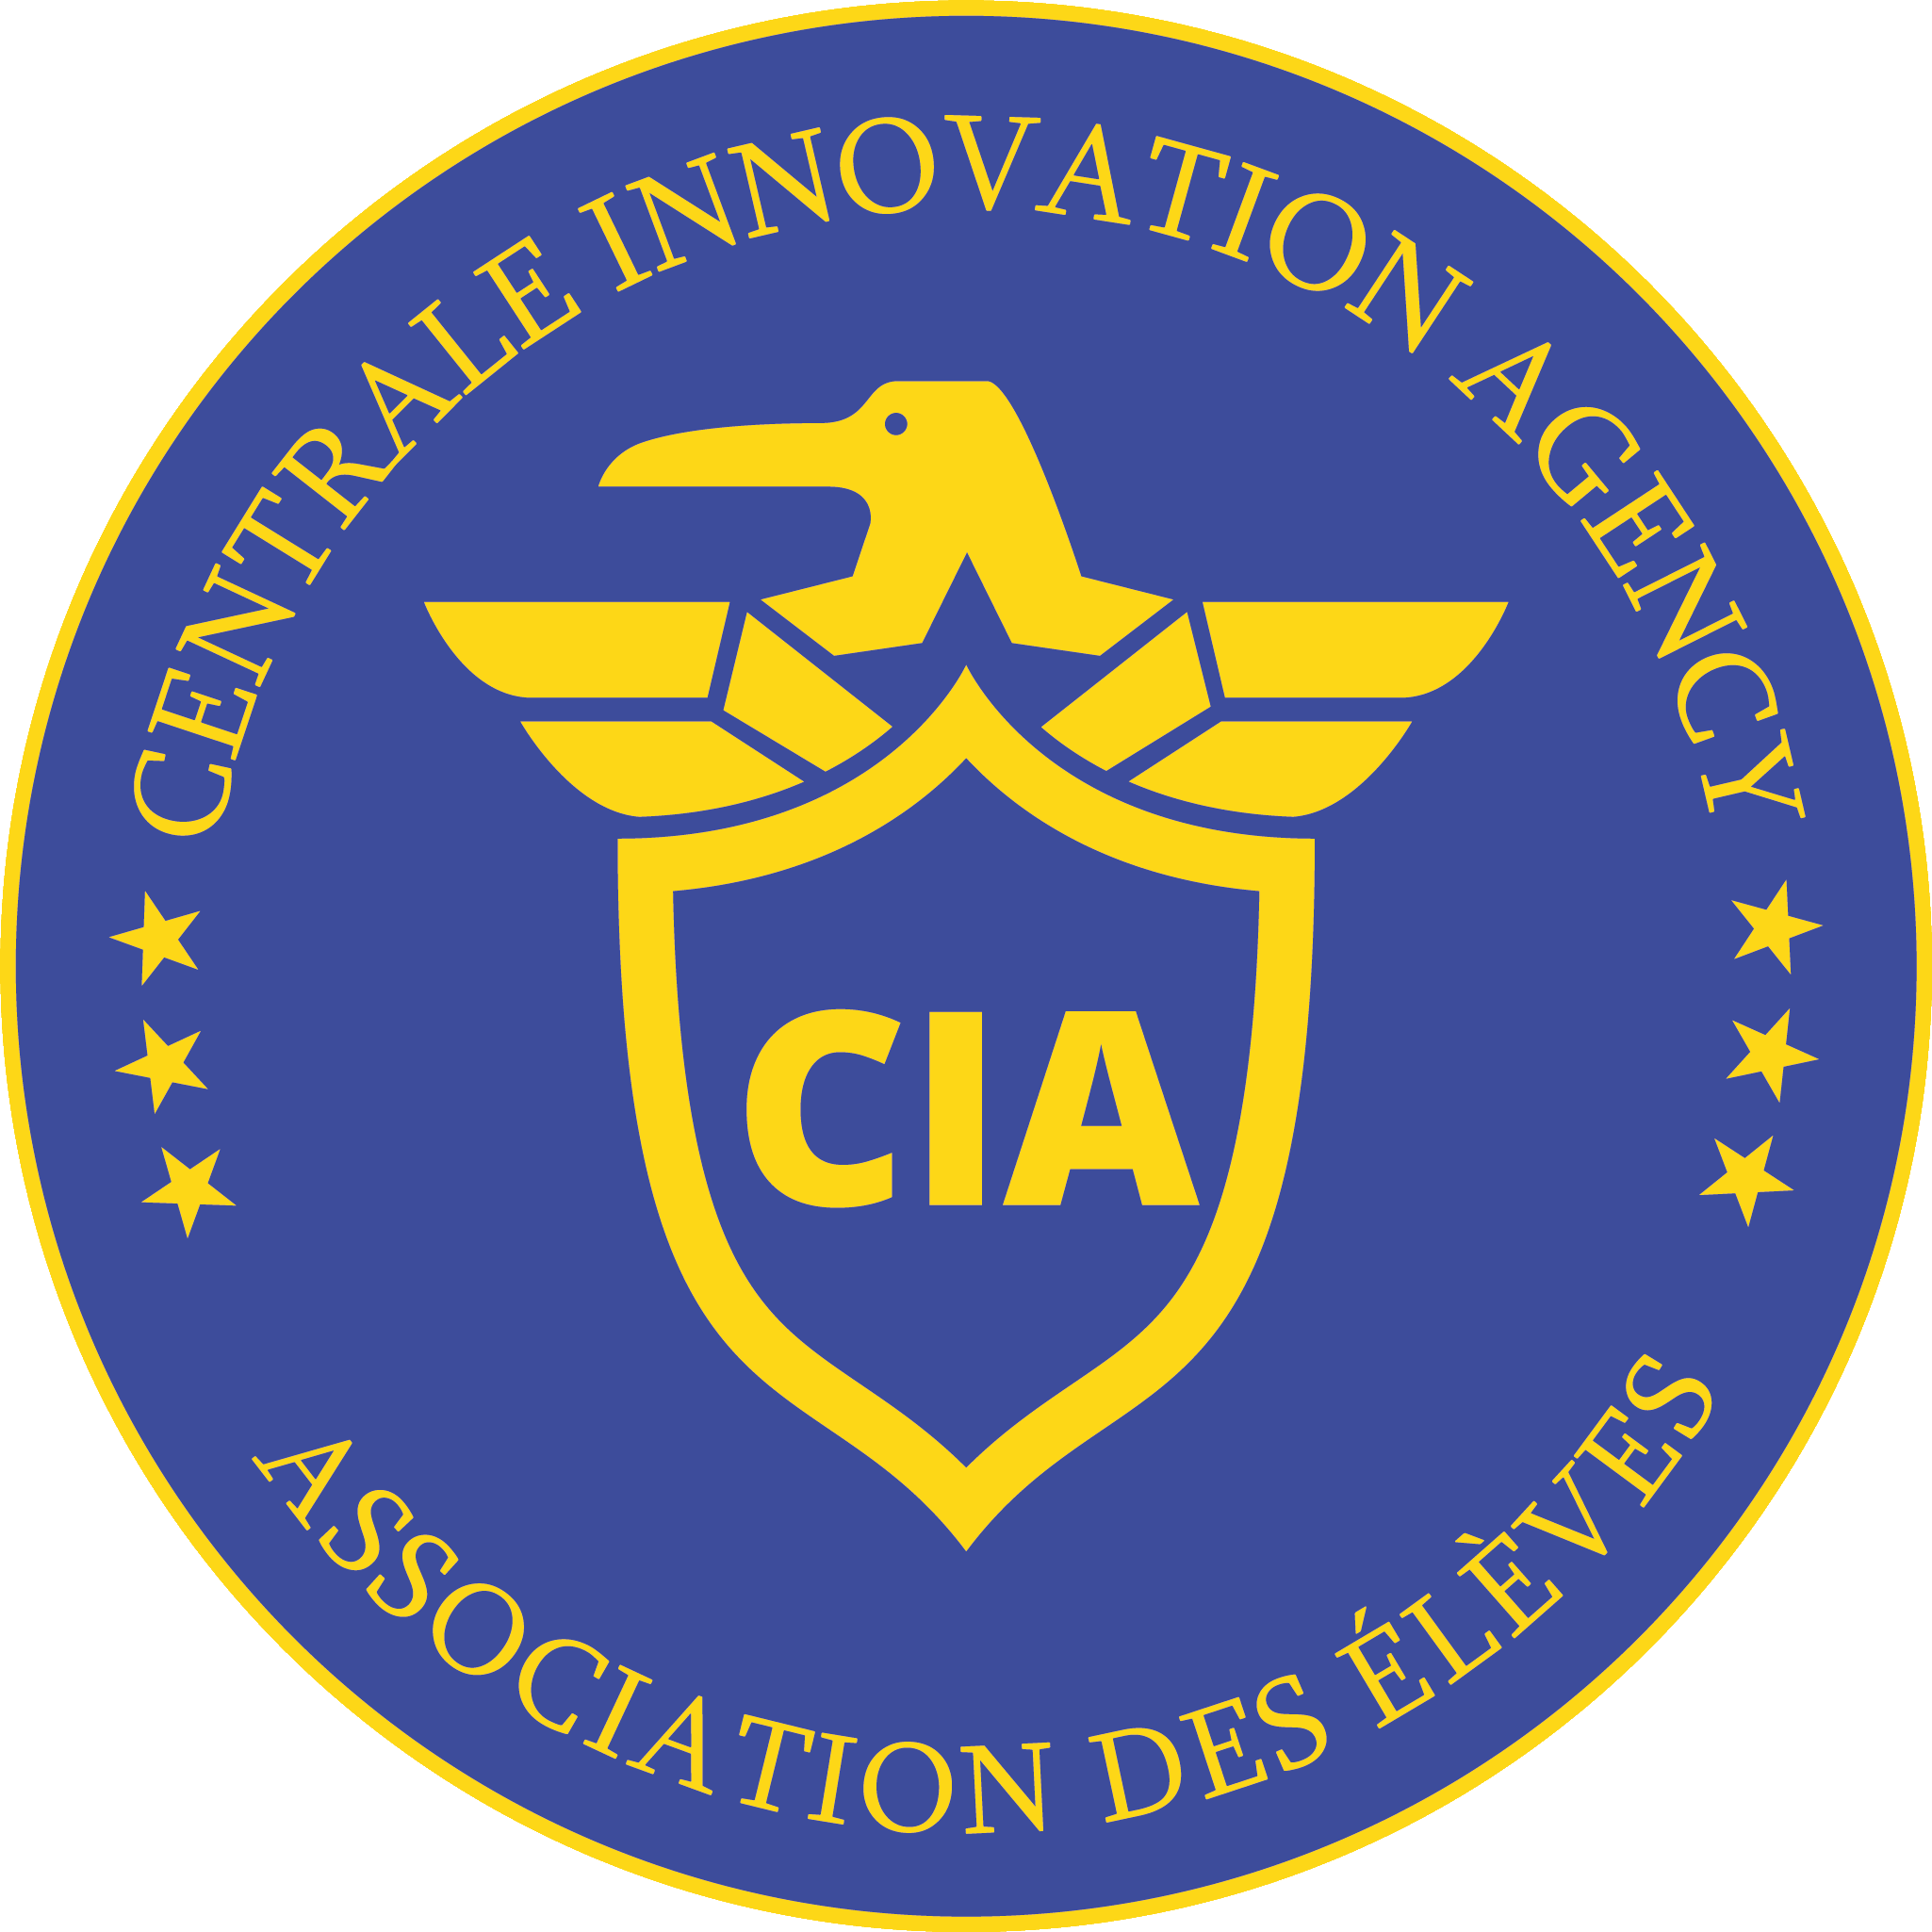 CENTRALE INNOVATION AGENCY
CIA
ASSOCIATION DES ÉLÈVES